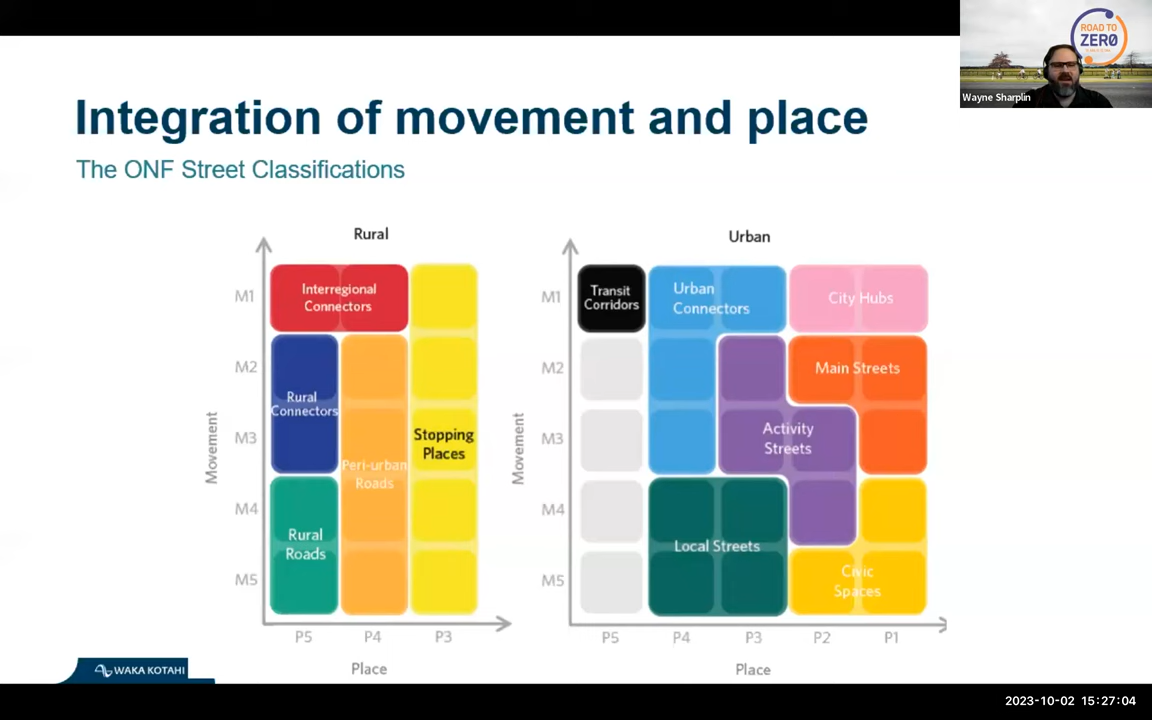 ROAD TO
ZERO
Wayne Sharplin
Integration of movement and place
The ONF Street Classifications
Rural
Movement
M1
M2
M3
M4
M5
Interregional
Connectors
Rural
Connectors
Peri-urban
Roads
Stopping
Places
Rural
Roads
P5
P4
P3
Place
Urban
Movement
M1
M2
M3
M4
M5
Transit
Corridors
Urban
Connectors
City Hubs
Main Streets
Activity
Streets
Local Streets
Civic
Spaces
P5
P4
P3
P2
P1
Place
WAKA KOTAHI
2023-10-02 15:27:04